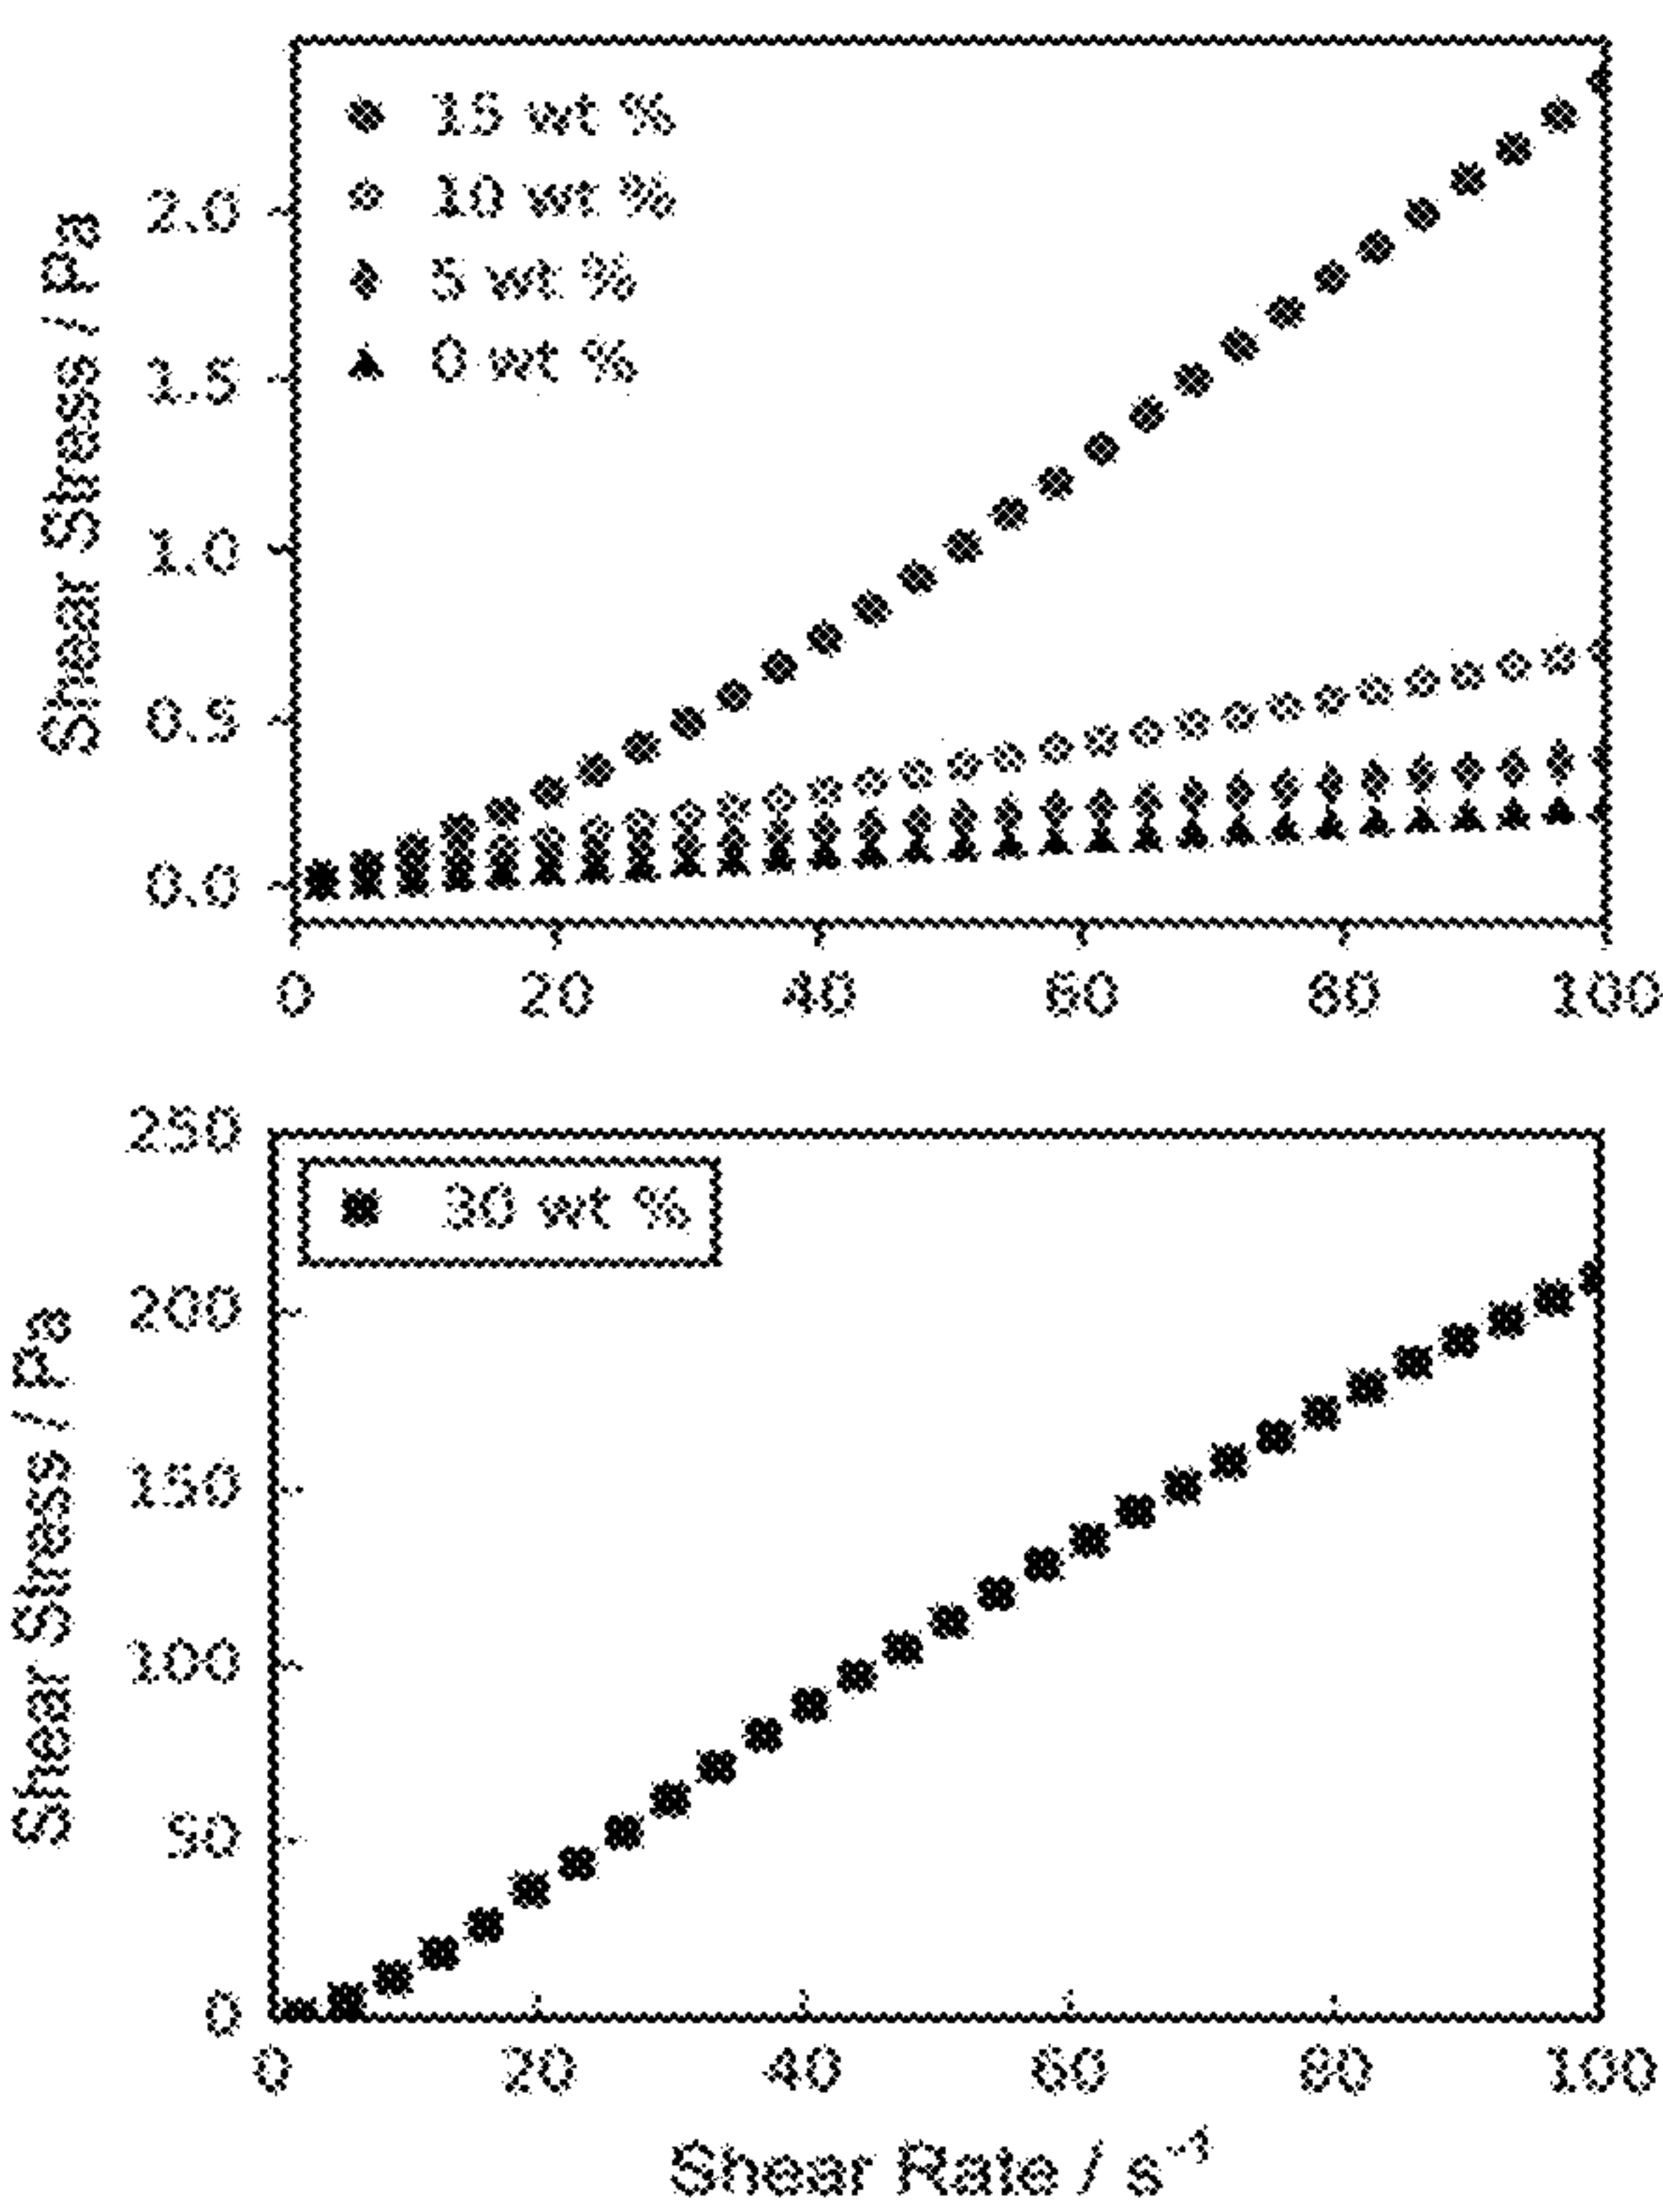 15 wt %
10 wt %
5 wt %
0 wt %
Shear Stress / Pa
2.0
1.5
1.0
0.5
0.0
0 20 40 60 80 100
30 wt %
Shear Stress / Pa
250
200
150
100
50
0
0 20 40 60 80 100
Shear Rate / s⁻¹